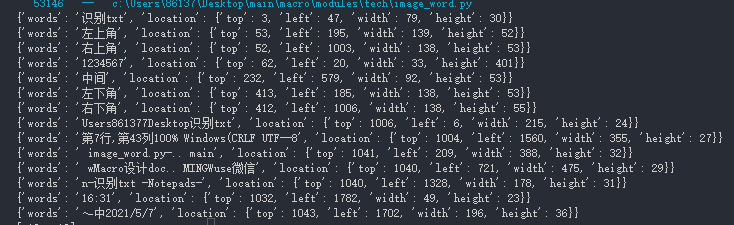 53146 — c:\Users\86137\Desktop\main\macro\modules\tech\image_word.py
{'words': '识别txt', 'location': {'top': 3, 'left': 47, 'width': 79, 'height': 30}}
{'words': '左上角', 'location': {'top': 53, 'left': 195, 'width': 139, 'height': 52}}
{'words': '右上角', 'location': {'top': 52, 'left': 1003, 'width': 138, 'height': 53}}
{'words': '1234567', 'location': {'top': 62, 'left': 20, 'width': 33, 'height': 401}}
{'words': '中间', 'location': {'top': 232, 'left': 579, 'width': 92, 'height': 53}}
{'words': '左下角', 'location': {'top': 413, 'left': 185, 'width': 138, 'height': 53}}
{'words': '右下角', 'location': {'top': 412, 'left': 1006, 'width': 138, 'height': 55}}
{'words': 'Users861377Desktop识别txt', 'location': {'top': 1006, 'left': 6, 'width': 215, 'height': 24}}
{'words': '第7行,第43列100% Windows(CRLF UTF一8', 'location': {'top': 1004, 'left': 1560, 'width': 355, 'height': 27}}
{'words': ' image_word.py-.. main', 'location': {'top': 1041, 'left': 209, 'width': 388, 'height': 32}}
{'words': ' wMacro设计doc.. MINGWuse微信', 'location': {'top': 1040, 'left': 721, 'width': 475, 'height': 29}}
{'words': 'n-识别txt -Notepads-', 'location': {'top': 1040, 'left': 1328, 'width': 178, 'height': 31}}
{'words': '16:31', 'location': {'top': 1032, 'left': 1782, 'width': 49, 'height': 23}}
{'words': '～中2021/5/7', 'location': {'top': 1043, 'left': 1702, 'width': 196, 'height': 36}}